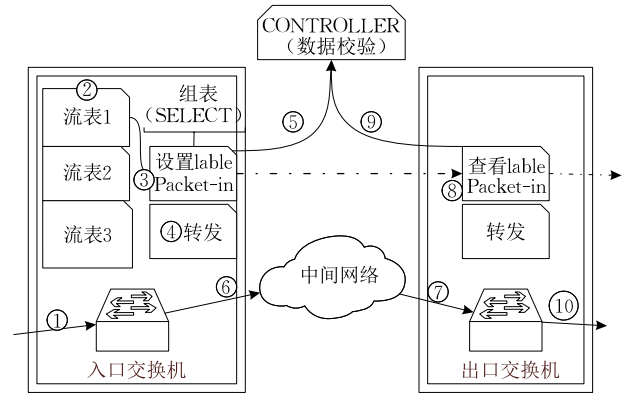 CONTROLLER
（数据校验）
②
流表1
流表2
流表3
组表
（SELECT）
③
设置lable
Packet-in
④转发
⑤
⑨
⑧
查看lable
Packet-in
转发
①
⑥
中间网络
⑦
⑩
入口交换机
出口交换机